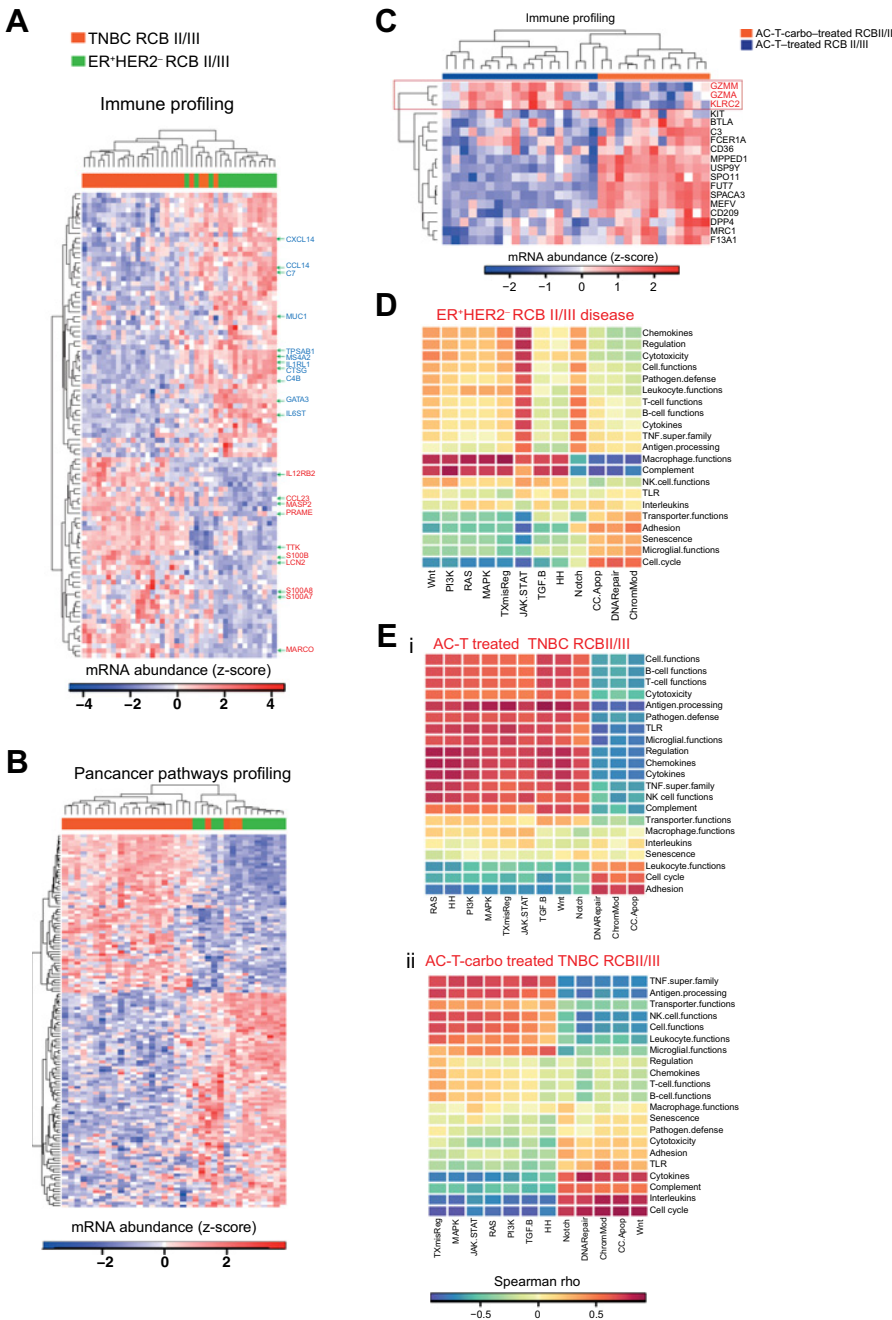 A
TNBC RCB II/III
ER⁺HER2⁻ RCB II/III
Immune profiling
CXCL14
CCL14
C7
MUC1
TPSAB1
MS4A2
IL1RL1
CTSG
C4B
GATA3
IL6ST
IL12RB2
CCL23
MASP2
PRAME
TTK
S100B
LCN2
S100A8
S100A7
MARCO
mRNA abundance (z-score)
−4 −2 0 2 4
B
Pancancer pathways profiling
mRNA abundance (z-score)
−2 0 2
C
Immune profiling
AC-T-carbo–treated RCBII/II
AC-T–treated RCB II/III
GZMM
GZMA
KLRC2
KIT
BTLA
C3
FCER1A
CD36
MPPED1
USP9Y
SPO11
FUT7
SPACA3
MEFV
CD209
DPP4
MRC1
F13A1
mRNA abundance (z-score)
−2 −1 0 1 2
D
ER⁺HER2⁻ RCB II/III disease
Chemokines
Regulation
Cytotoxicity
Cell.functions
Pathogen.defense
Leukocyte.functions
T-cell functions
B-cell functions
Cytokines
TNF.super.family
Antigen.processing
Macrophage.functions
Complement
NK.cell.functions
TLR
Interleukins
Transporter.functions
Adhesion
Senescence
Microglial.functions
Cell.cycle
Wnt PI3K RAS MAPK TXmisReg JAK.STAT TGF.B HH Notch CC.Apop DNARepair ChromMod
E
i AC-T treated TNBC RCBII/III
Cell.functions
B-cell functions
T-cell functions
Cytotoxicity
Antigen.processing
Pathogen.defense
TLR
Microglial.functions
Regulation
Chemokines
Cytokines
TNF.super.family
NK cell functions
Complement
Transporter.functions
Macrophage.functions
Interleukins
Senescence
Leukocyte.functions
Cell cycle
Adhesion
RAS HH PI3K MAPK TXmisReg JAK.STAT TGF.B Wnt Notch DNARepair ChromMod CC.Apop
ii AC-T-carbo treated TNBC RCBII/III
TNF.super.family
Antigen.processing
Transporter.functions
NK.cell.functions
Cell.functions
Leukocyte.functions
Microglial.functions
Regulation
Chemokines
T-cell.functions
B-cell.functions
Macrophage.functions
Senescence
Pathogen.defense
Cytotoxicity
Adhesion
TLR
Cytokines
Complement
Interleukins
Cell cycle
TXmisReg MAPK JAK.STAT RAS PI3K TGF.B HH Notch DNARepair ChromMod CC.Apop Wnt
Spearman rho
−0.5 0 0.5